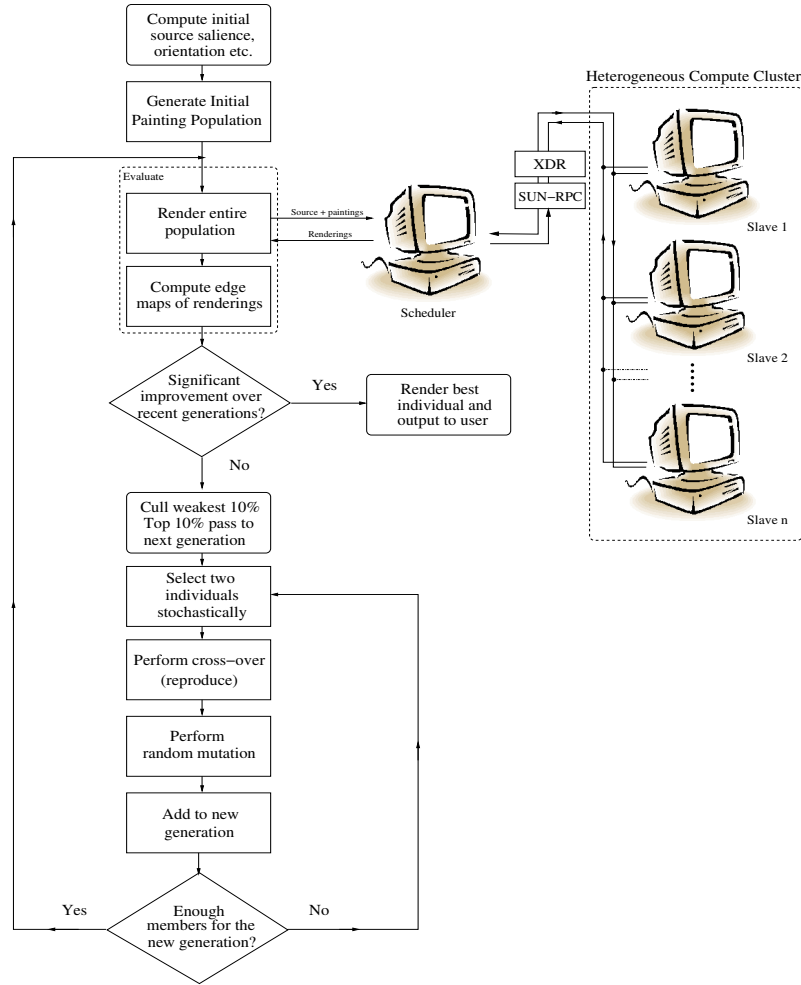 Compute initial
source salience,
orientation etc.
Generate Initial
Painting Population
Evaluate
Render entire
population
Source + paintings
Renderings
Compute edge
maps of renderings
Scheduler
XDR
SUN−RPC
Heterogeneous Compute Cluster
Slave 1
Slave 2
Slave n
Significant
improvement over
recent generations?
Yes
Render best
individual and
output to user
No
Cull weakest 10%
Top 10% pass to
next generation
Select two
individuals
stochastically
Perform cross−over
(reproduce)
Perform
random mutation
Add to new
generation
Enough
members for the
new generation?
Yes
No